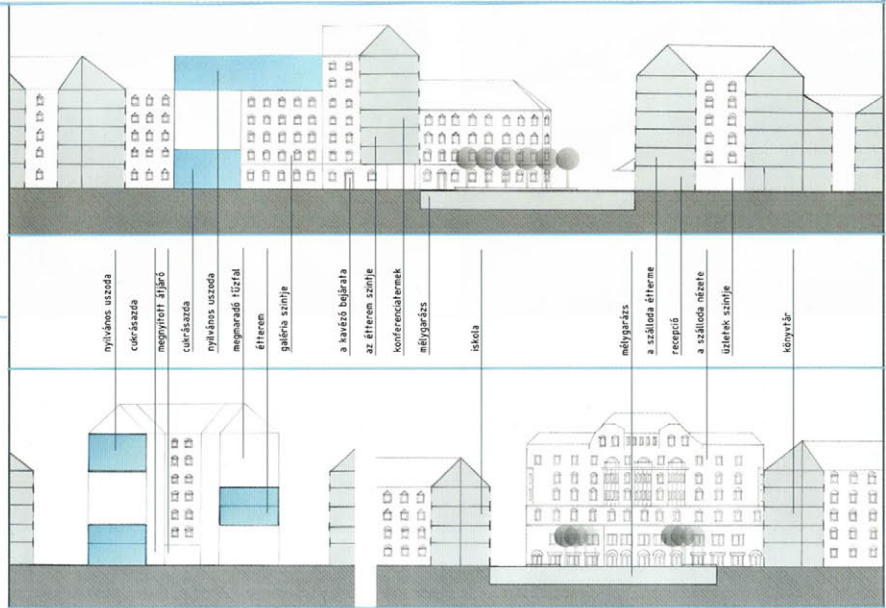 nyilvános uszoda
cukrászda
megnyitott átjáró
cukrászda
nyilvános uszoda
megmaradó tűzfal
étterem
galéria szintje
a kávézó bejárata
az étterem szintje
konferenciatermek
mélygarázs
iskola
mélygarázs
a szálloda étterme
recepció
a szálloda nézete
üzletek szintje
könyvtár